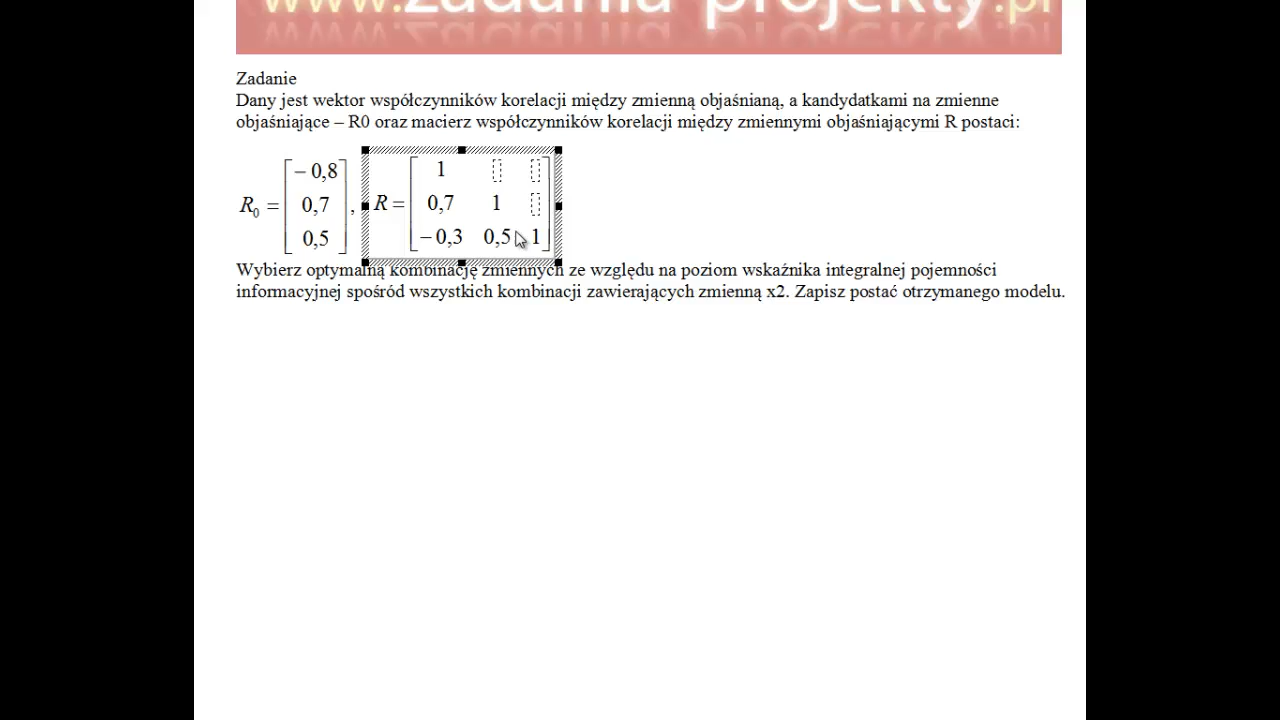 www.zadania-projekty.pl
Zadanie
Dany jest wektor współczynników korelacji między zmienną objaśnianą, a kandydatkami na zmienne
objaśniające – R0 oraz macierz współczynników korelacji między zmiennymi objaśniającymi R postaci:
R₀ = [ − 0,8 0,7 0,5 ] , R = [ 1
0,7 1
− 0,3 0,5 1 ]
Wybierz optymalną kombinację zmiennych ze względu na poziom wskaźnika integralnej pojemności
informacyjnej spośród wszystkich kombinacji zawierających zmienną x2. Zapisz postać otrzymanego modelu.